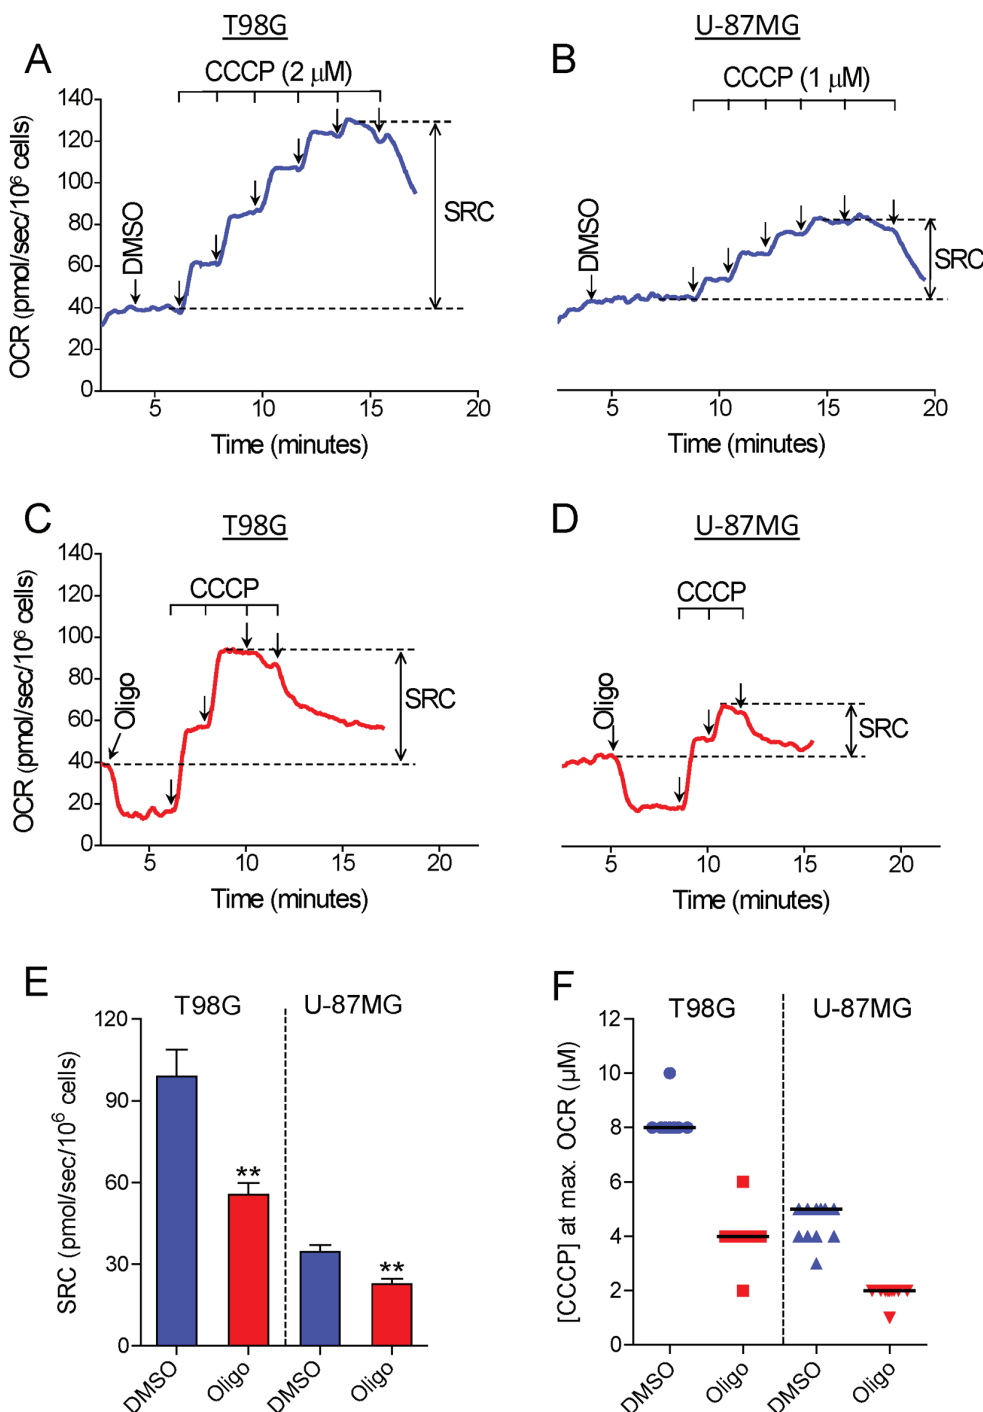 T98G
U-87MG
A
B
CCCP (2 μM)
CCCP (1 μM)
OCR (pmol/sec/10⁶ cells)
140
120
100
80
60
40
20
0
DMSO
SRC
DMSO
SRC
5
10
15
20
5
10
15
20
Time (minutes)
Time (minutes)
C
D
T98G
U-87MG
OCR (pmol/sec/10⁶ cells)
140
120
100
80
60
40
20
0
CCCP
CCCP
Oligo
SRC
Oligo
SRC
5
10
15
20
5
10
15
20
Time (minutes)
Time (minutes)
E
F
T98G
U-87MG
T98G
U-87MG
SRC (pmol/sec/10⁶ cells)
120
90
60
30
0
**
**
DMSO
Oligo
DMSO
Oligo
[CCCP] at max. OCR (μM)
12
10
8
6
4
2
0
DMSO
Oligo
DMSO
Oligo